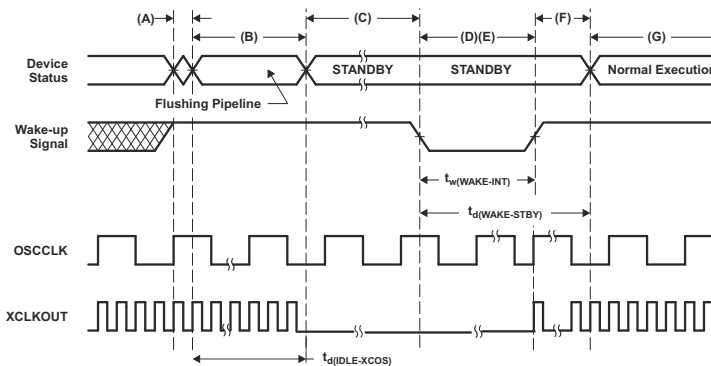 (A)
(B)
(C)
(D)(E)
(F)
(G)
Device
Status
STANDBY
STANDBY
Normal Execution
Flushing Pipeline
Wake-up
Signal
tw(WAKE-INT)
td(WAKE-STBY)
OSCCLK
XCLKOUT
td(IDLE-XCOS)